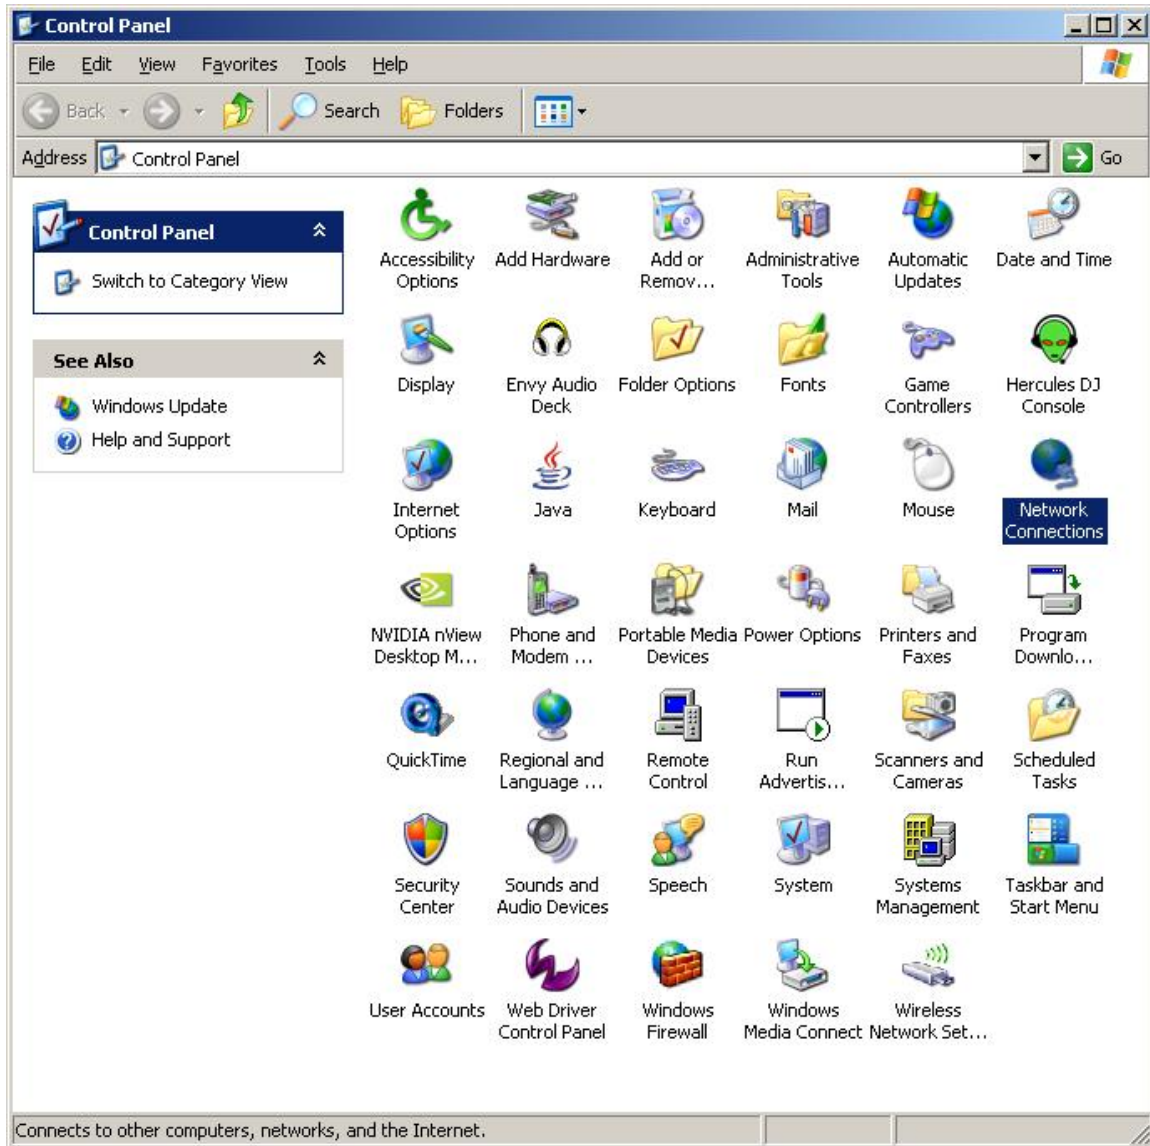 Control Panel
File Edit View Favorites Tools Help
Back Search Folders
Address Control Panel Go
Control Panel
Switch to Category View
See Also
Windows Update
Help and Support
Accessibility Options
Add Hardware
Add or Remov...
Administrative Tools
Automatic Updates
Date and Time
Display
Envy Audio Deck
Folder Options
Fonts
Game Controllers
Hercules DJ Console
Internet Options
Java
Keyboard
Mail
Mouse
Network Connections
NVIDIA nView Desktop M...
Phone and Modem ...
Portable Media Devices
Power Options
Printers and Faxes
Program Downlo...
QuickTime
Regional and Language ...
Remote Control
Run Advertis...
Scanners and Cameras
Scheduled Tasks
Security Center
Sounds and Audio Devices
Speech
System
Systems Management
Taskbar and Start Menu
User Accounts
Web Driver Control Panel
Windows Firewall
Windows Media Connect
Wireless Network Set...
Connects to other computers, networks, and the Internet.